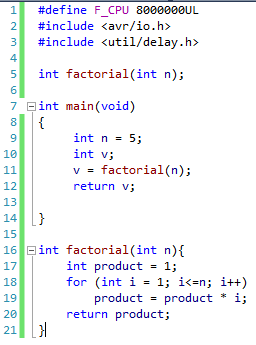 1 #define F_CPU 8000000UL
2 #include <avr/io.h>
3 #include <util/delay.h>
4
5 int factorial(int n);
6
7 int main(void)
8 {
9 int n = 5;
10 int v;
11 v = factorial(n);
12 return v;
13
14 }
15
16 int factorial(int n){
17 int product = 1;
18 for (int i = 1; i<=n; i++)
19 product = product * i;
20 return product;
21 }